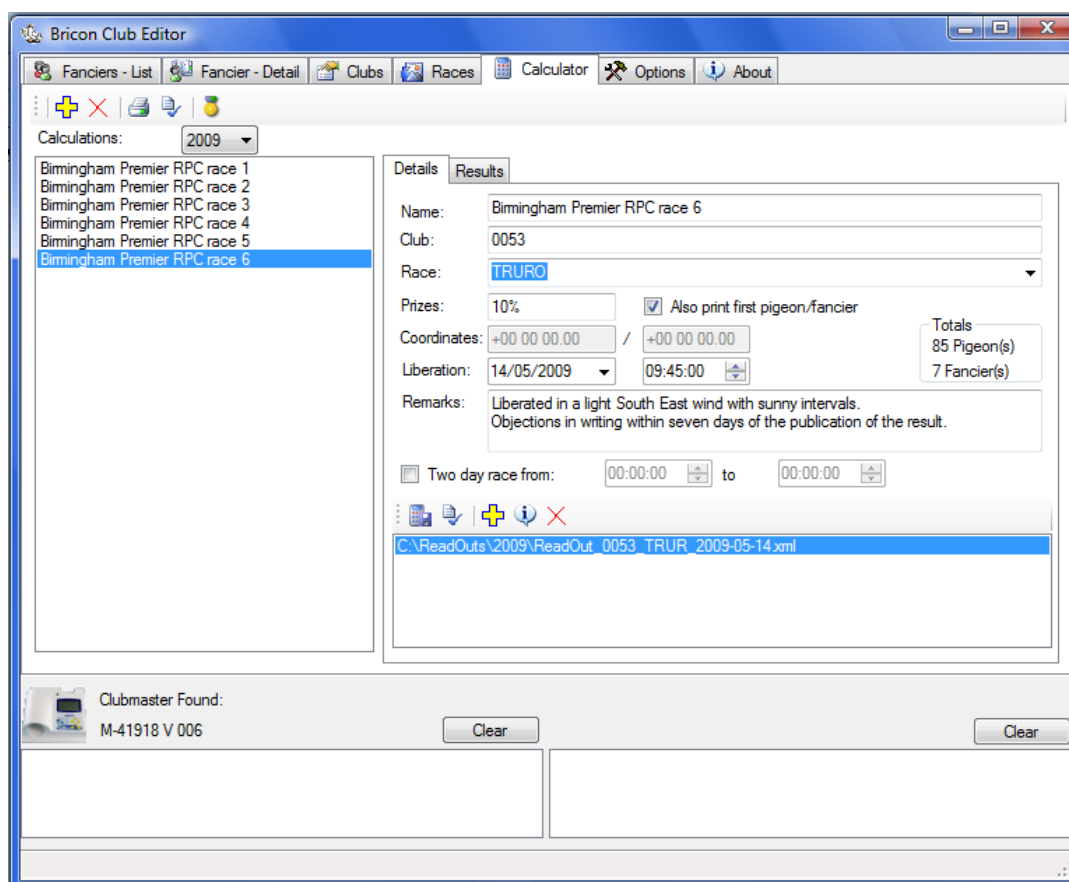 Bricon Club Editor
Fanciers - List Fancier - Detail Clubs Races Calculator Options About
Calculations: 2009
Birmingham Premier RPC race 1
Birmingham Premier RPC race 2
Birmingham Premier RPC race 3
Birmingham Premier RPC race 4
Birmingham Premier RPC race 5
Birmingham Premier RPC race 6
Details Results
Name: Birmingham Premier RPC race 6
Club: 0053
Race: TRURO
Prizes: 10% Also print first pigeon/fancier
Coordinates: +00 00 00.00 / +00 00 00.00
Liberation: 14/05/2009 09:45:00
Totals
85 Pigeon(s)
7 Fancier(s)
Remarks: Liberated in a light South East wind with sunny intervals.
Objections in writing within seven days of the publication of the result.
Two day race from: 00:00:00 to 00:00:00
C:\ReadOuts\2009\ReadOut_0053_TRUR_2009-05-14.xml
Clubmaster Found:
M-41918 V 006 Clear Clear